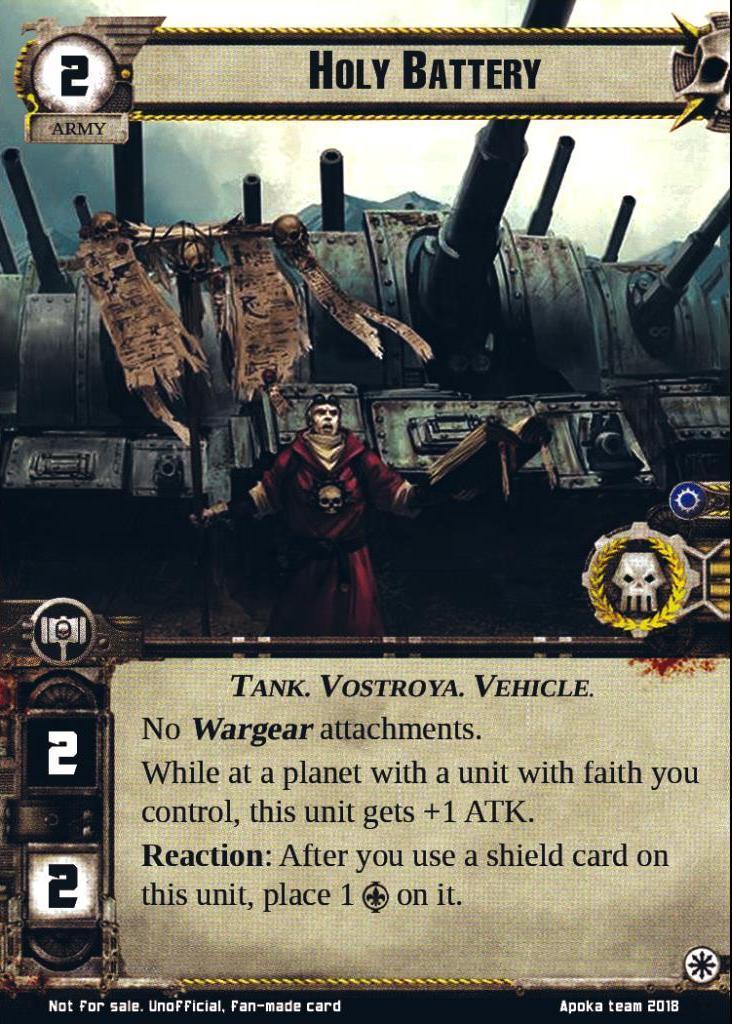 2
HOLY BATTERY
ARMY
TANK. VOSTROYA. VEHICLE.
No Wargear attachments.
2
While at a planet with a unit with faith you
control, this unit gets +1 ATK.
Reaction: After you use a shield card on
2
this unit, place 1 on it.
Not for sale. Unofficial, Fan-made card
Apoka team 2018